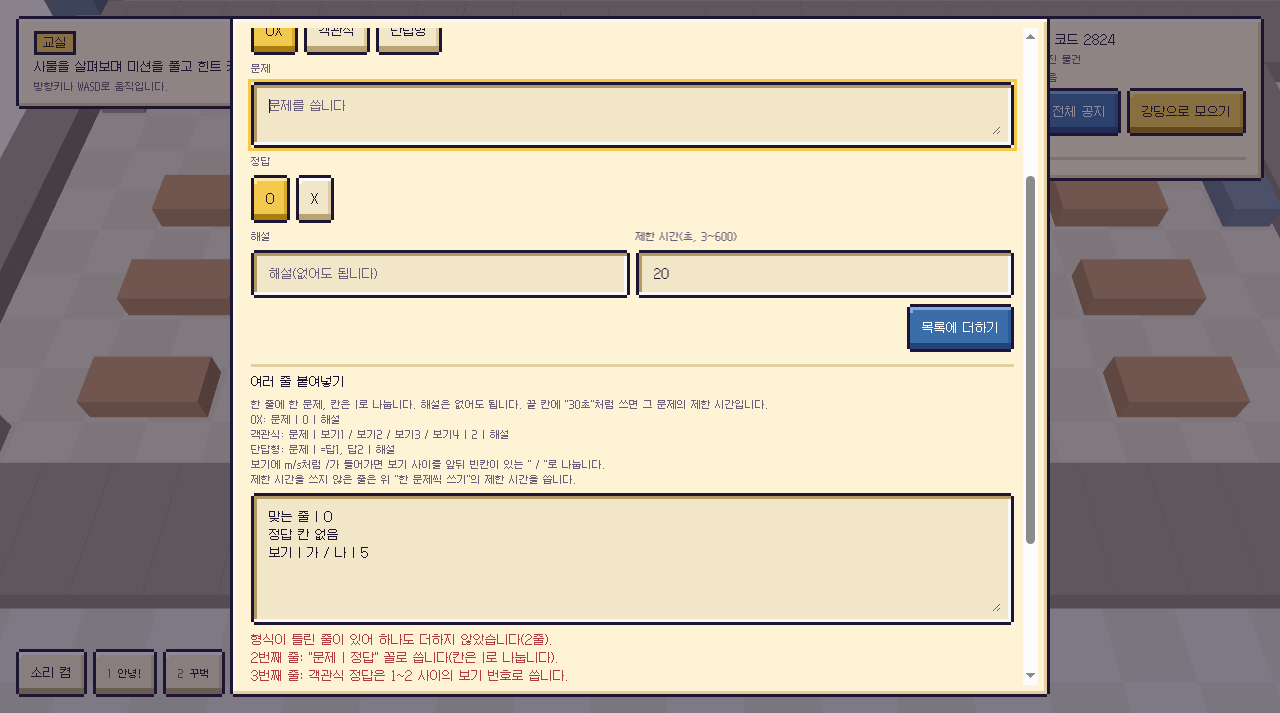 교실
사물을 살펴보며 미션을 풀고 힌트
방향키나 WASD로 움직입니다.
코드 2824
물건
전체 공지
강당으로 모으기
OX
객관식
단답형
문제
문제를 씁니다
정답
O
X
해설
제한 시간(초, 3~600)
해설(없어도 됩니다)
20
목록에 더하기
여러 줄 붙여넣기
한 줄에 한 문제, 칸은 |로 나눕니다. 해설은 없어도 됩니다. 끝 칸에 "30초"처럼 쓰면 그 문제의 제한 시간입니다.
OX: 문제 | O | 해설
객관식: 문제 | 보기1 / 보기2 / 보기3 / 보기4 | 2 | 해설
단답형: 문제 | =답1, 답2 | 해설
보기에 m/s처럼 /가 들어가면 보기 사이를 앞뒤 빈칸이 있는 " / "로 나눕니다.
제한 시간을 쓰지 않은 줄은 위 "한 문제씩 쓰기"의 제한 시간을 씁니다.
맞는 줄 | O
정답 칸 없음
보기 | 가 / 나 | 5
형식이 틀린 줄이 있어 하나도 더하지 않았습니다(2줄).
2번째 줄: "문제 | 정답" 꼴로 씁니다(칸은 |로 나눕니다).
3번째 줄: 객관식 정답은 1~2 사이의 보기 번호로 씁니다.
소리 켬
1 안녕!
2 꾸벅